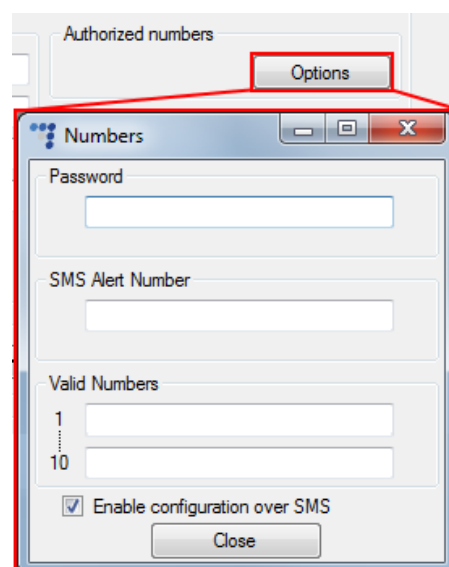 Authorized numbers
Options
Numbers
Password
SMS Alert Number
Valid Numbers
1
10
Enable configuration over SMS
Close